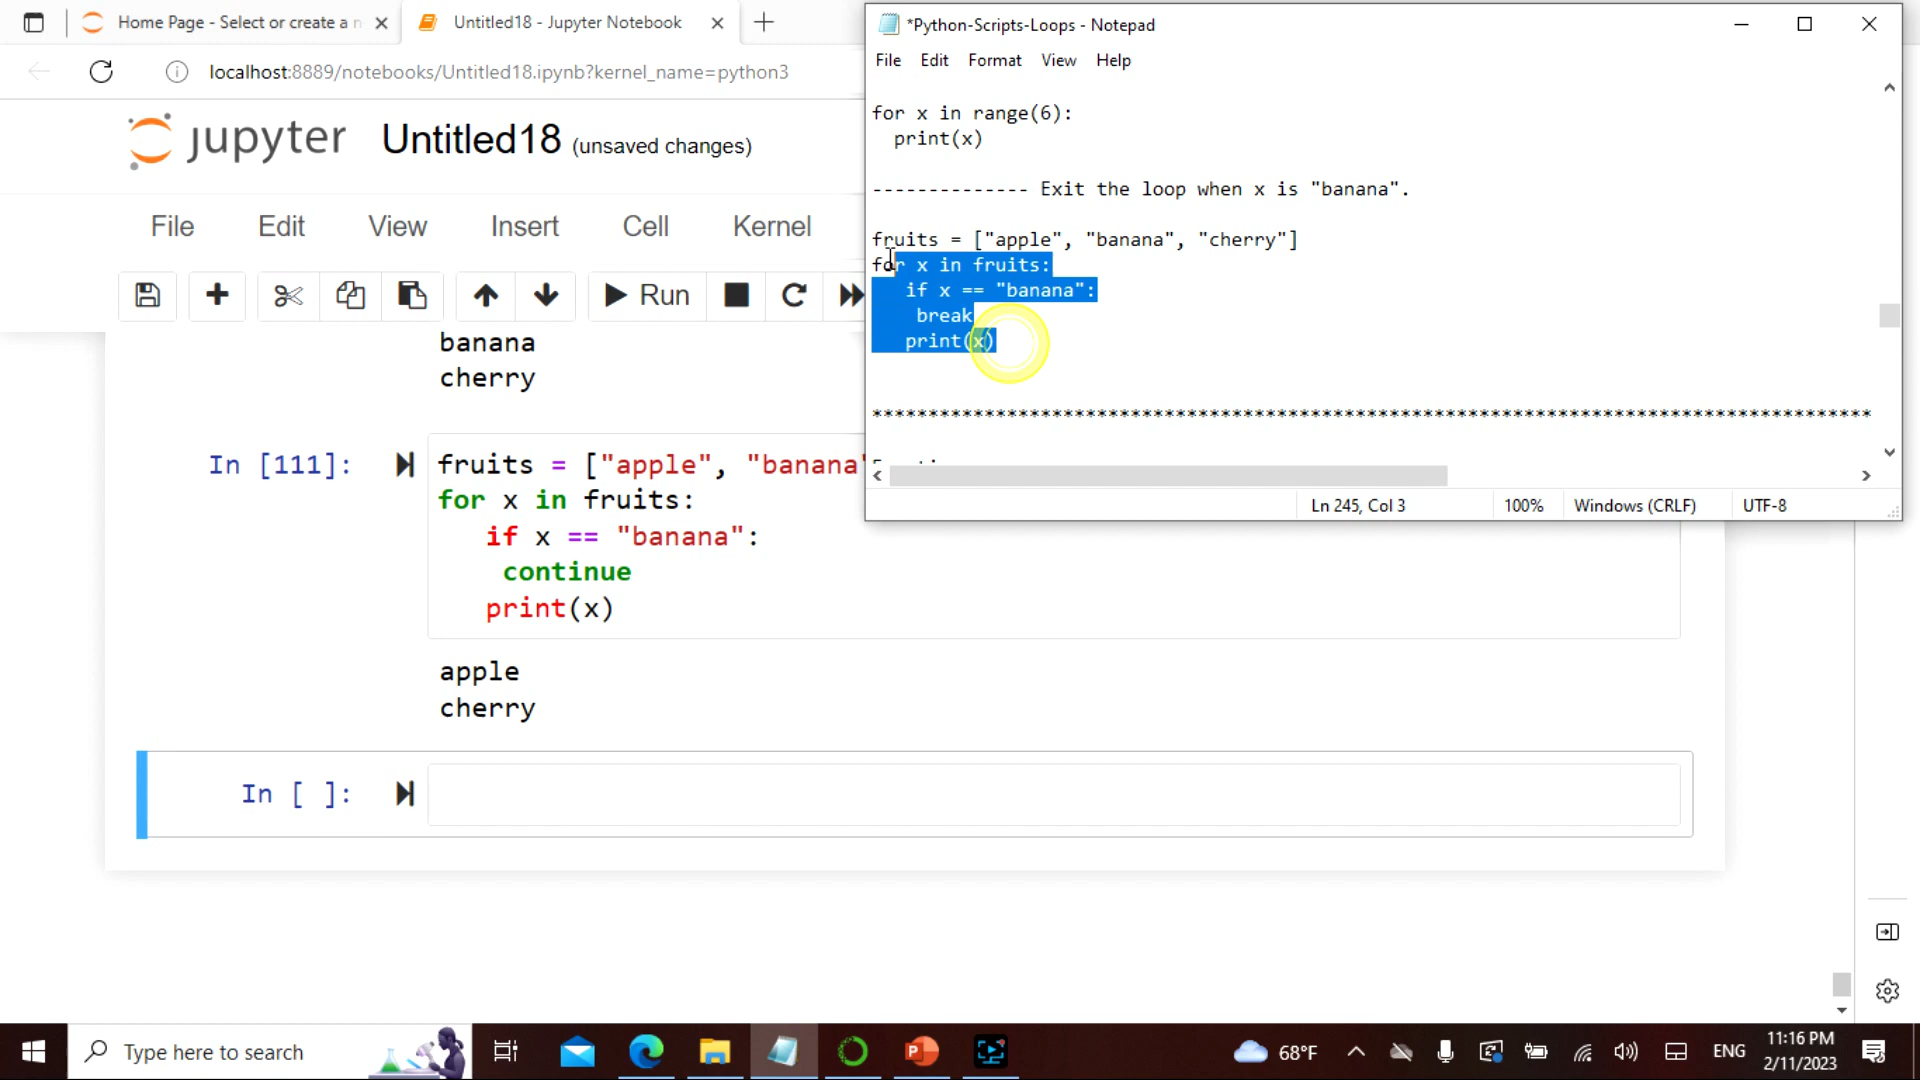 Home Page - Select or create a n
Untitled18 - Jupyter Notebook
localhost:8889/notebooks/Untitled18.ipynb?kernel_name=python3
jupyter Untitled18 (unsaved changes)
File Edit View Insert Cell Kernel
Run
banana
cherry
In [111]:
fruits = ["apple", "banana"
for x in fruits:
if x == "banana":
continue
print(x)
apple
cherry
In [ ]:
*Python-Scripts-Loops - Notepad
File Edit Format View Help
for x in range(6):
print(x)
-------------- Exit the loop when x is "banana".
fruits = ["apple", "banana", "cherry"]
for x in fruits:
if x == "banana":
break
print(x)
*****************************************************************************************
Ln 245, Col 3
100%
Windows (CRLF)
UTF-8
Type here to search
68°F
ENG
11:16 PM
2/11/2023